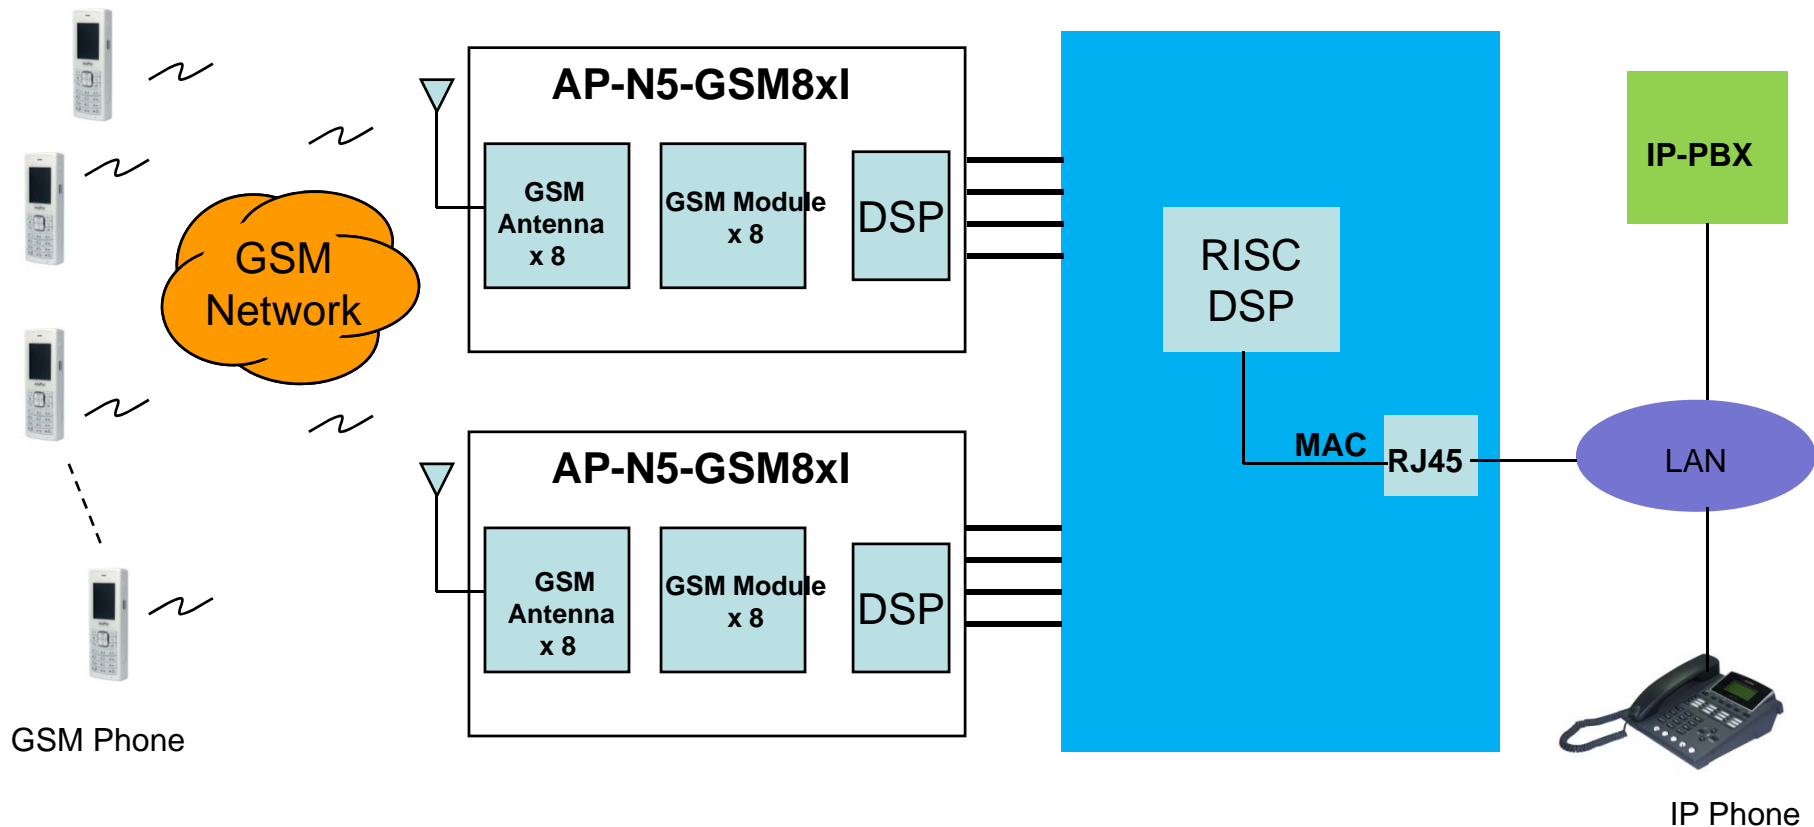 AP-N5-GSM8xI
GSM
Antenna
x 8
GSM Module
x 8
DSP
GSM
Network
RISC
DSP
IP-PBX
MAC
RJ45
LAN
AP-N5-GSM8xI
GSM
Antenna
x 8
GSM Module
x 8
DSP
GSM Phone
IP Phone